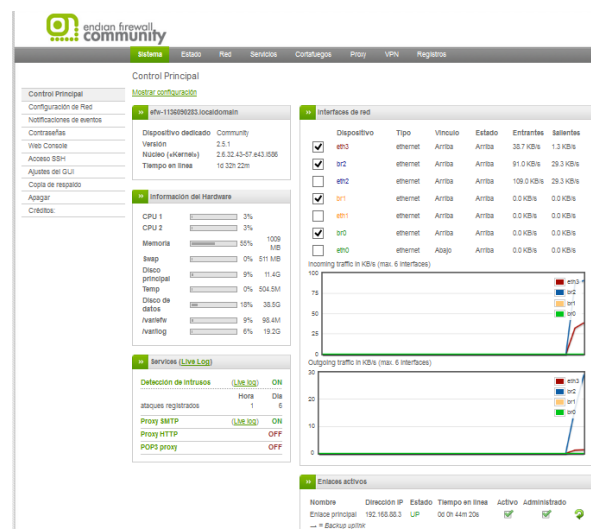 endian firewall
community
Sistema Estado Red Servicios Cortafuegos Proxy VPN Registros
Control Principal
Mostrar configuración
Control Principal
Configuración de Red
Notificaciones de eventos
Contraseñas
Web Console
Acceso SSH
Ajustes del GUI
Copia de respaldo
Apagar
Créditos:
efw-1136890283.localdomain
Dispositivo dedicado Community
Versión 2.5.1
Núcleo («Kernel») 2.6.32.43-57.e43.i586
Tiempo en línea 1d 32h 22m
Información del Hardware
CPU 1 3%
CPU 2 3%
Memoria 55% 1009 MB
Swap 0% 511 MB
Disco principal 9% 11.4G
Temp 0% 504.5M
Disco de datos 18% 38.5G
/var/efw 9% 98.4M
/var/log 6% 19.2G
Services (Live Log)
Detección de Intrusos (Live log) ON
Hora Día
ataques registrados 1 6
Proxy SMTP (Live log) ON
Proxy HTTP OFF
POP3 proxy OFF
Interfaces de red
Dispositivo Tipo Vínculo Estado Entrantes Salientes
eth3 ethernet Arriba Arriba 38.7 KB/s 1.3 KB/s
br2 ethernet Arriba Arriba 91.0 KB/s 29.3 KB/s
eth2 ethernet Arriba Arriba 109.0 KB/s 29.3 KB/s
br1 ethernet Arriba Arriba 0.0 KB/s 0.0 KB/s
eth1 ethernet Arriba Arriba 0.0 KB/s 0.0 KB/s
br0 ethernet Arriba Arriba 0.0 KB/s 0.0 KB/s
eth0 ethernet Abajo Arriba 0.0 KB/s 0.0 KB/s
Incoming traffic in KB/s (max. 6 interfaces)
100
75
50
25
0
eth3
br2
br1
br0
Outgoing traffic in KB/s (max. 6 interfaces)
30
20
10
0
eth3
br2
br1
br0
Enlaces activos
Nombre Dirección IP Estado Tiempo en línea Activo Administrado
Enlace principal 192.168.88.3 UP 0d 0h 44m 20s
= Backup uplink